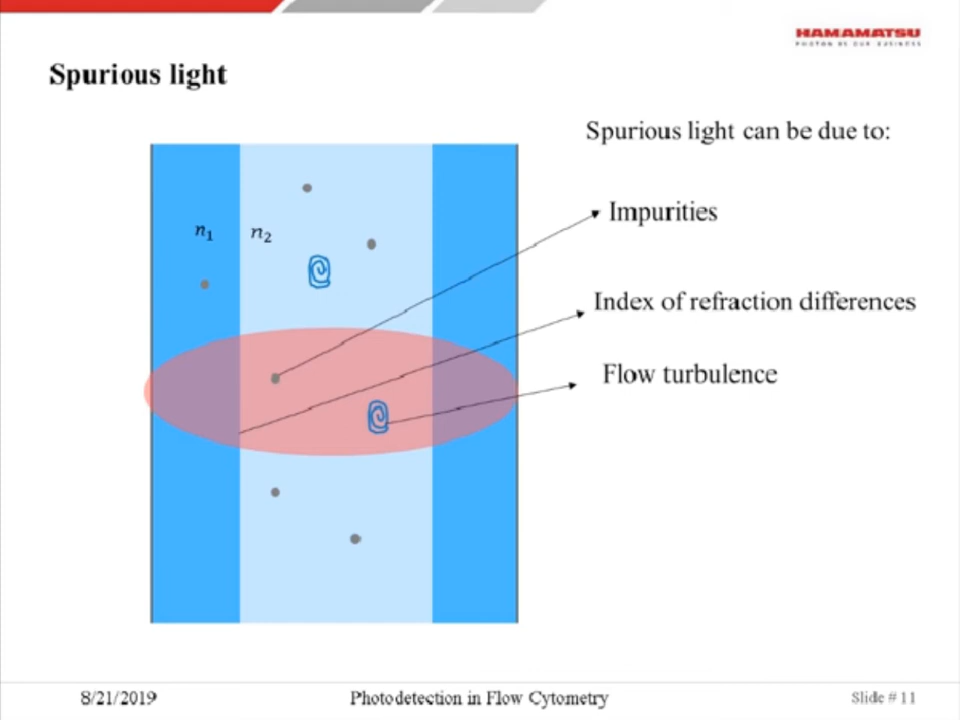 HAMAMATSU
PHOTON IS OUR BUSINESS
Spurious light
Spurious light can be due to:
Impurities
n₁ n₂
Index of refraction differences
Flow turbulence
8/21/2019 Photodetection in Flow Cytometry Slide # 11